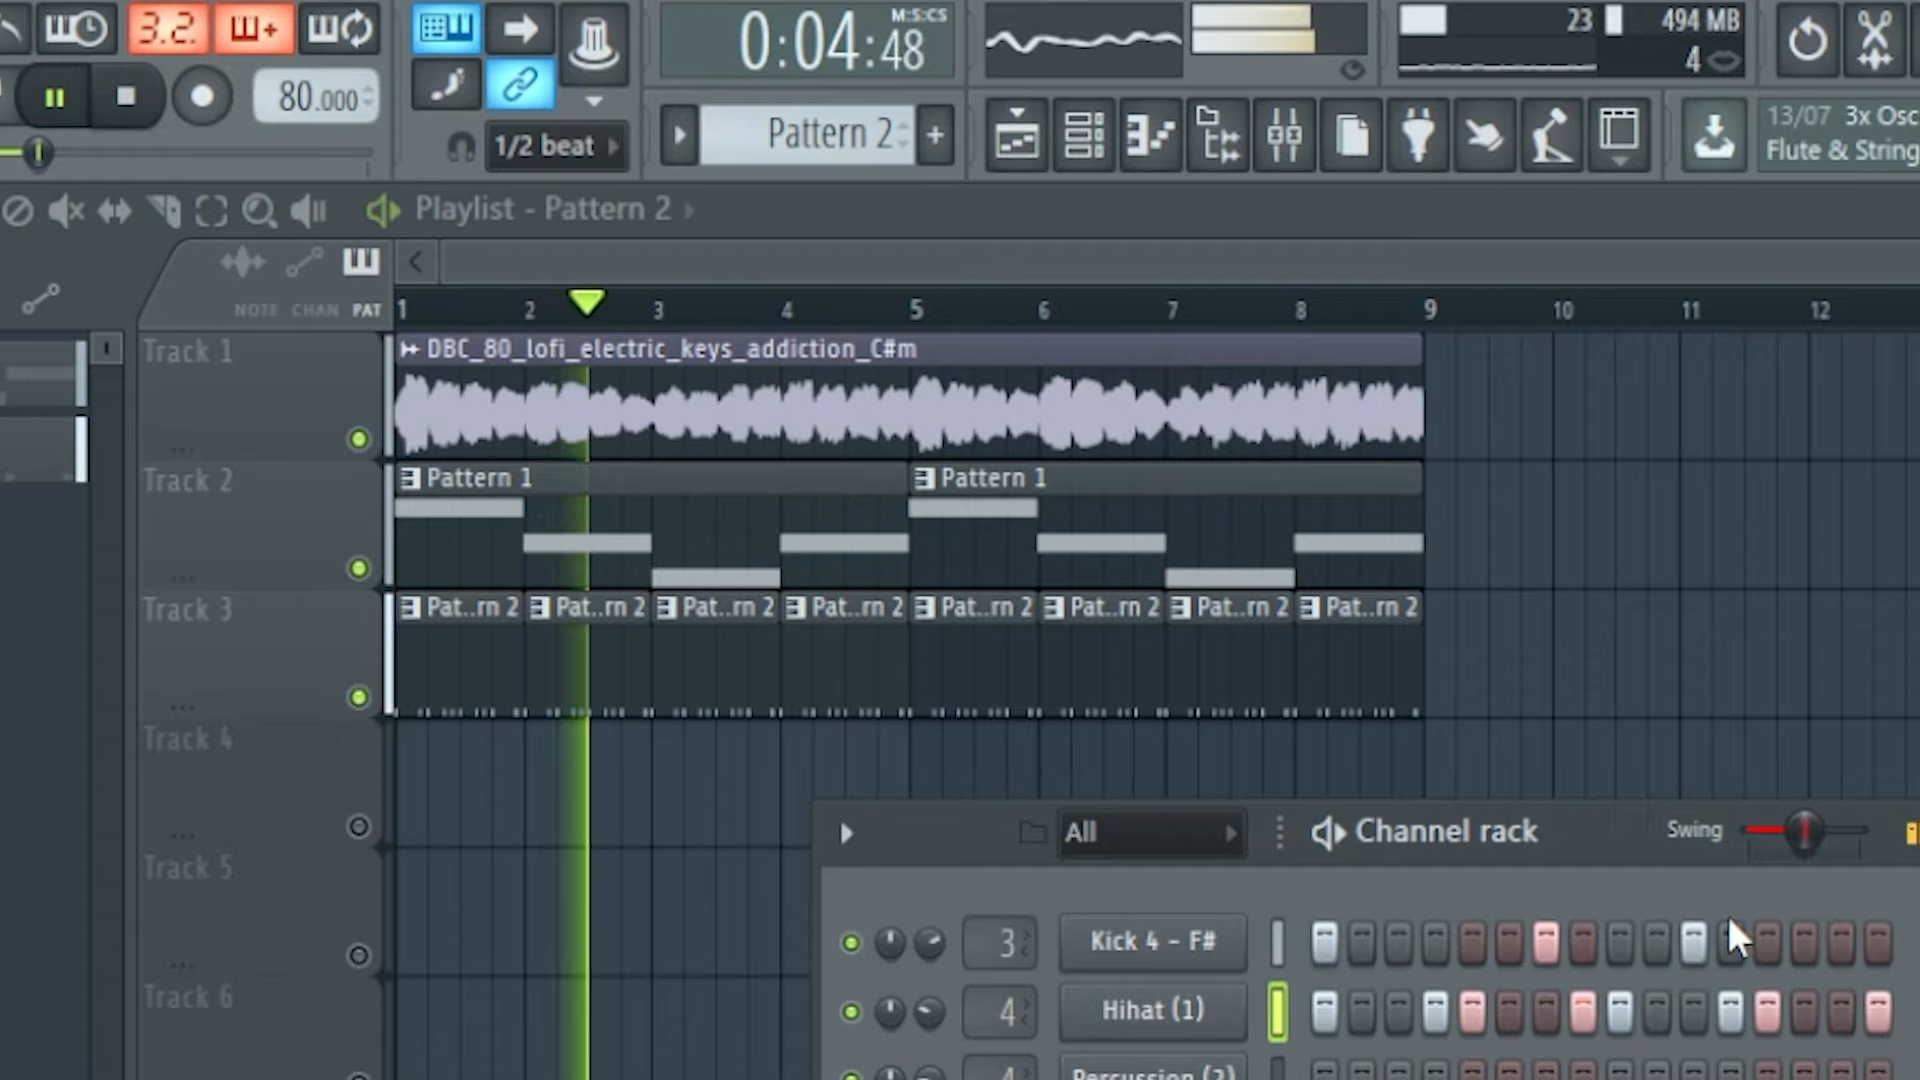 3.2.
M:S:CS
0:04:48
23
494 MB
4
80.000
1/2 beat
Pattern 2
+
13/07 3x Osc
Flute & String
Playlist - Pattern 2
NOTE CHAN PAT
1 2 3 4 5 6 7 8 9 10 11 12
Track 1
DBC_80_lofi_electric_keys_addiction_C#m
Track 2
Pattern 1
Pattern 1
Track 3
Pat..rn 2 Pat..rn 2 Pat..rn 2 Pat..rn 2 Pat..rn 2 Pat..rn 2 Pat..rn 2 Pat..rn 2
Track 4
All
Channel rack
Swing
Track 5
3
Kick 4 - F#
Track 6
4
Hihat (1)
4
Percussion (2)